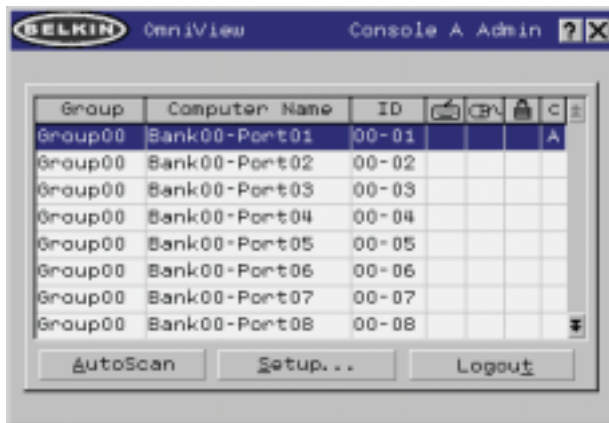 BELKIN OmniView Console A Admin ? X
Group Computer Name ID C
Group00 Bank00-Port01 00-01 A
Group00 Bank00-Port02 00-02
Group00 Bank00-Port03 00-03
Group00 Bank00-Port04 00-04
Group00 Bank00-Port05 00-05
Group00 Bank00-Port06 00-06
Group00 Bank00-Port07 00-07
Group00 Bank00-Port08 00-08
AutoScan Setup... Logout